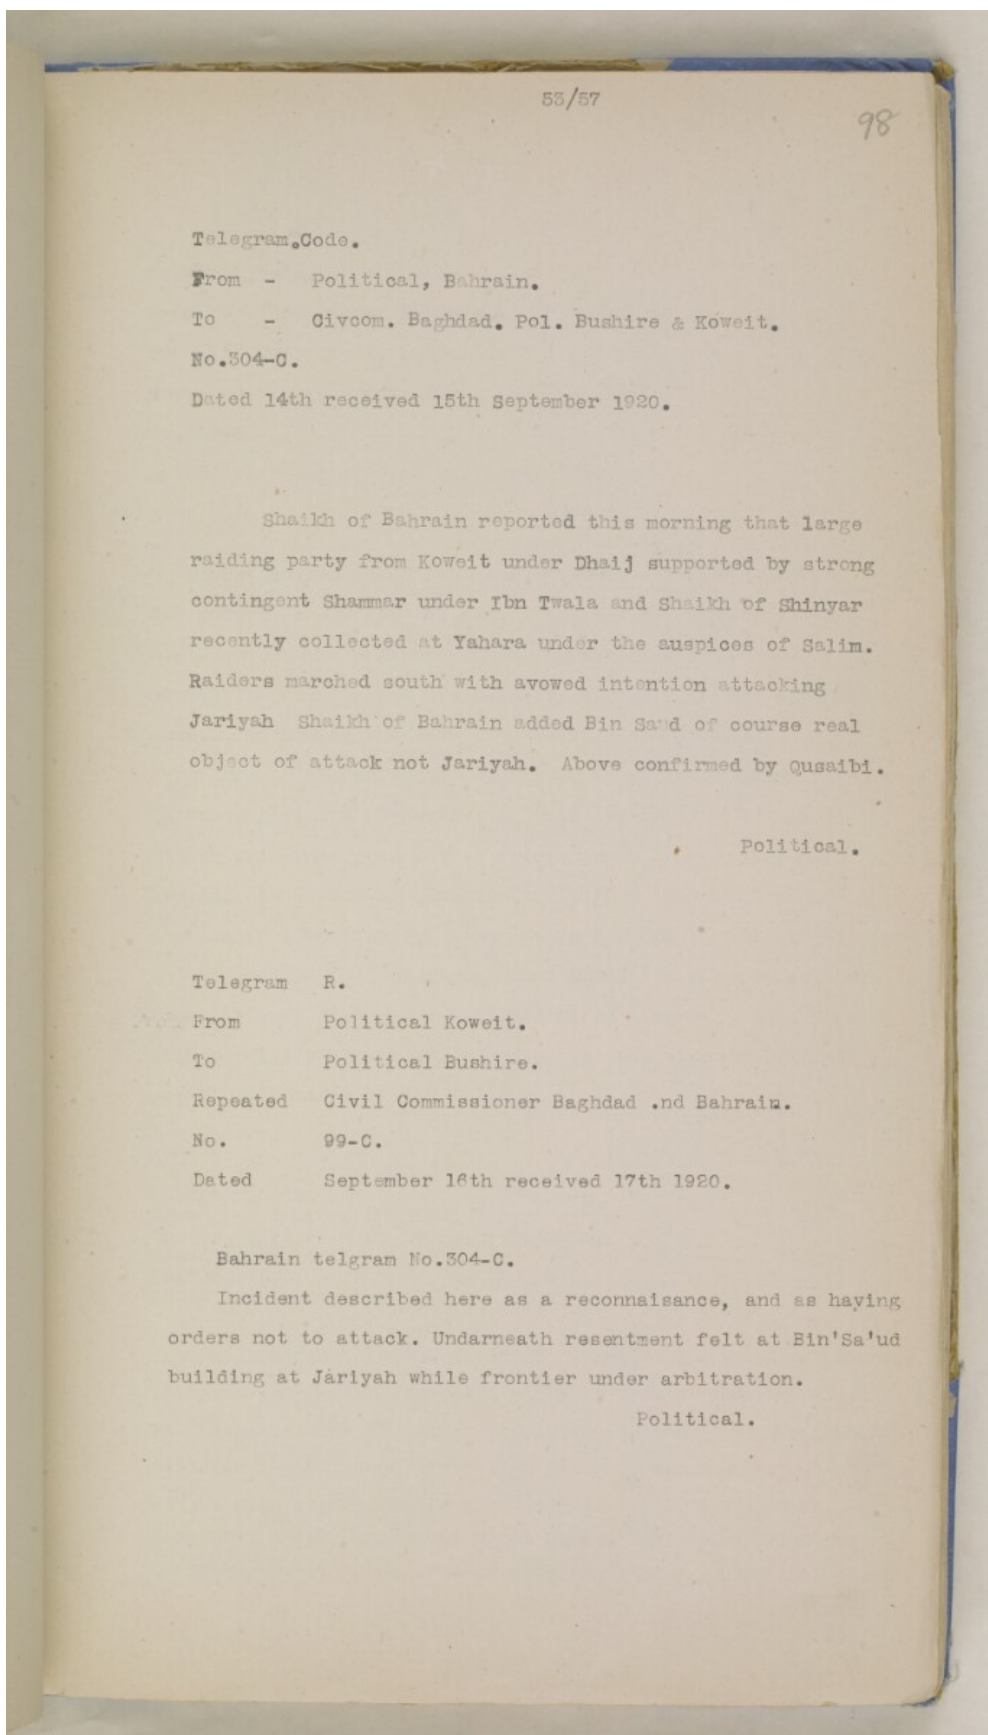 53/57
98
Telegram.Code.
From - Political, Bahrain.
To - Civcom. Baghdad. Pol. Bushire & Koweit.
No.304-C.
Dated 14th received 15th September 1920.
Shaikh of Bahrain reported this morning that large
raiding party from Koweit under Dhaij supported by strong
contingent Shammar under Ibn Twala and Shaikh of Shinyar
recently collected at Yahara under the auspices of Salim.
Raiders marched south with avowed intention attacking
Jariyah Shaikh of Bahrain added Bin Saud of course real
object of attack not Jariyah. Above confirmed by Qusaibi.
Political.
Telegram R.
From Political Koweit.
To Political Bushire.
Repeated Civil Commissioner Baghdad .nd Bahrain.
No. 99-C.
Dated September 16th received 17th 1920.
Bahrain telgram No.304-C.
Incident described here as a reconnaisance, and as having
orders not to attack. Undarneath resentment felt at Bin'Sa'ud
building at Jariyah while frontier under arbitration.
Political.